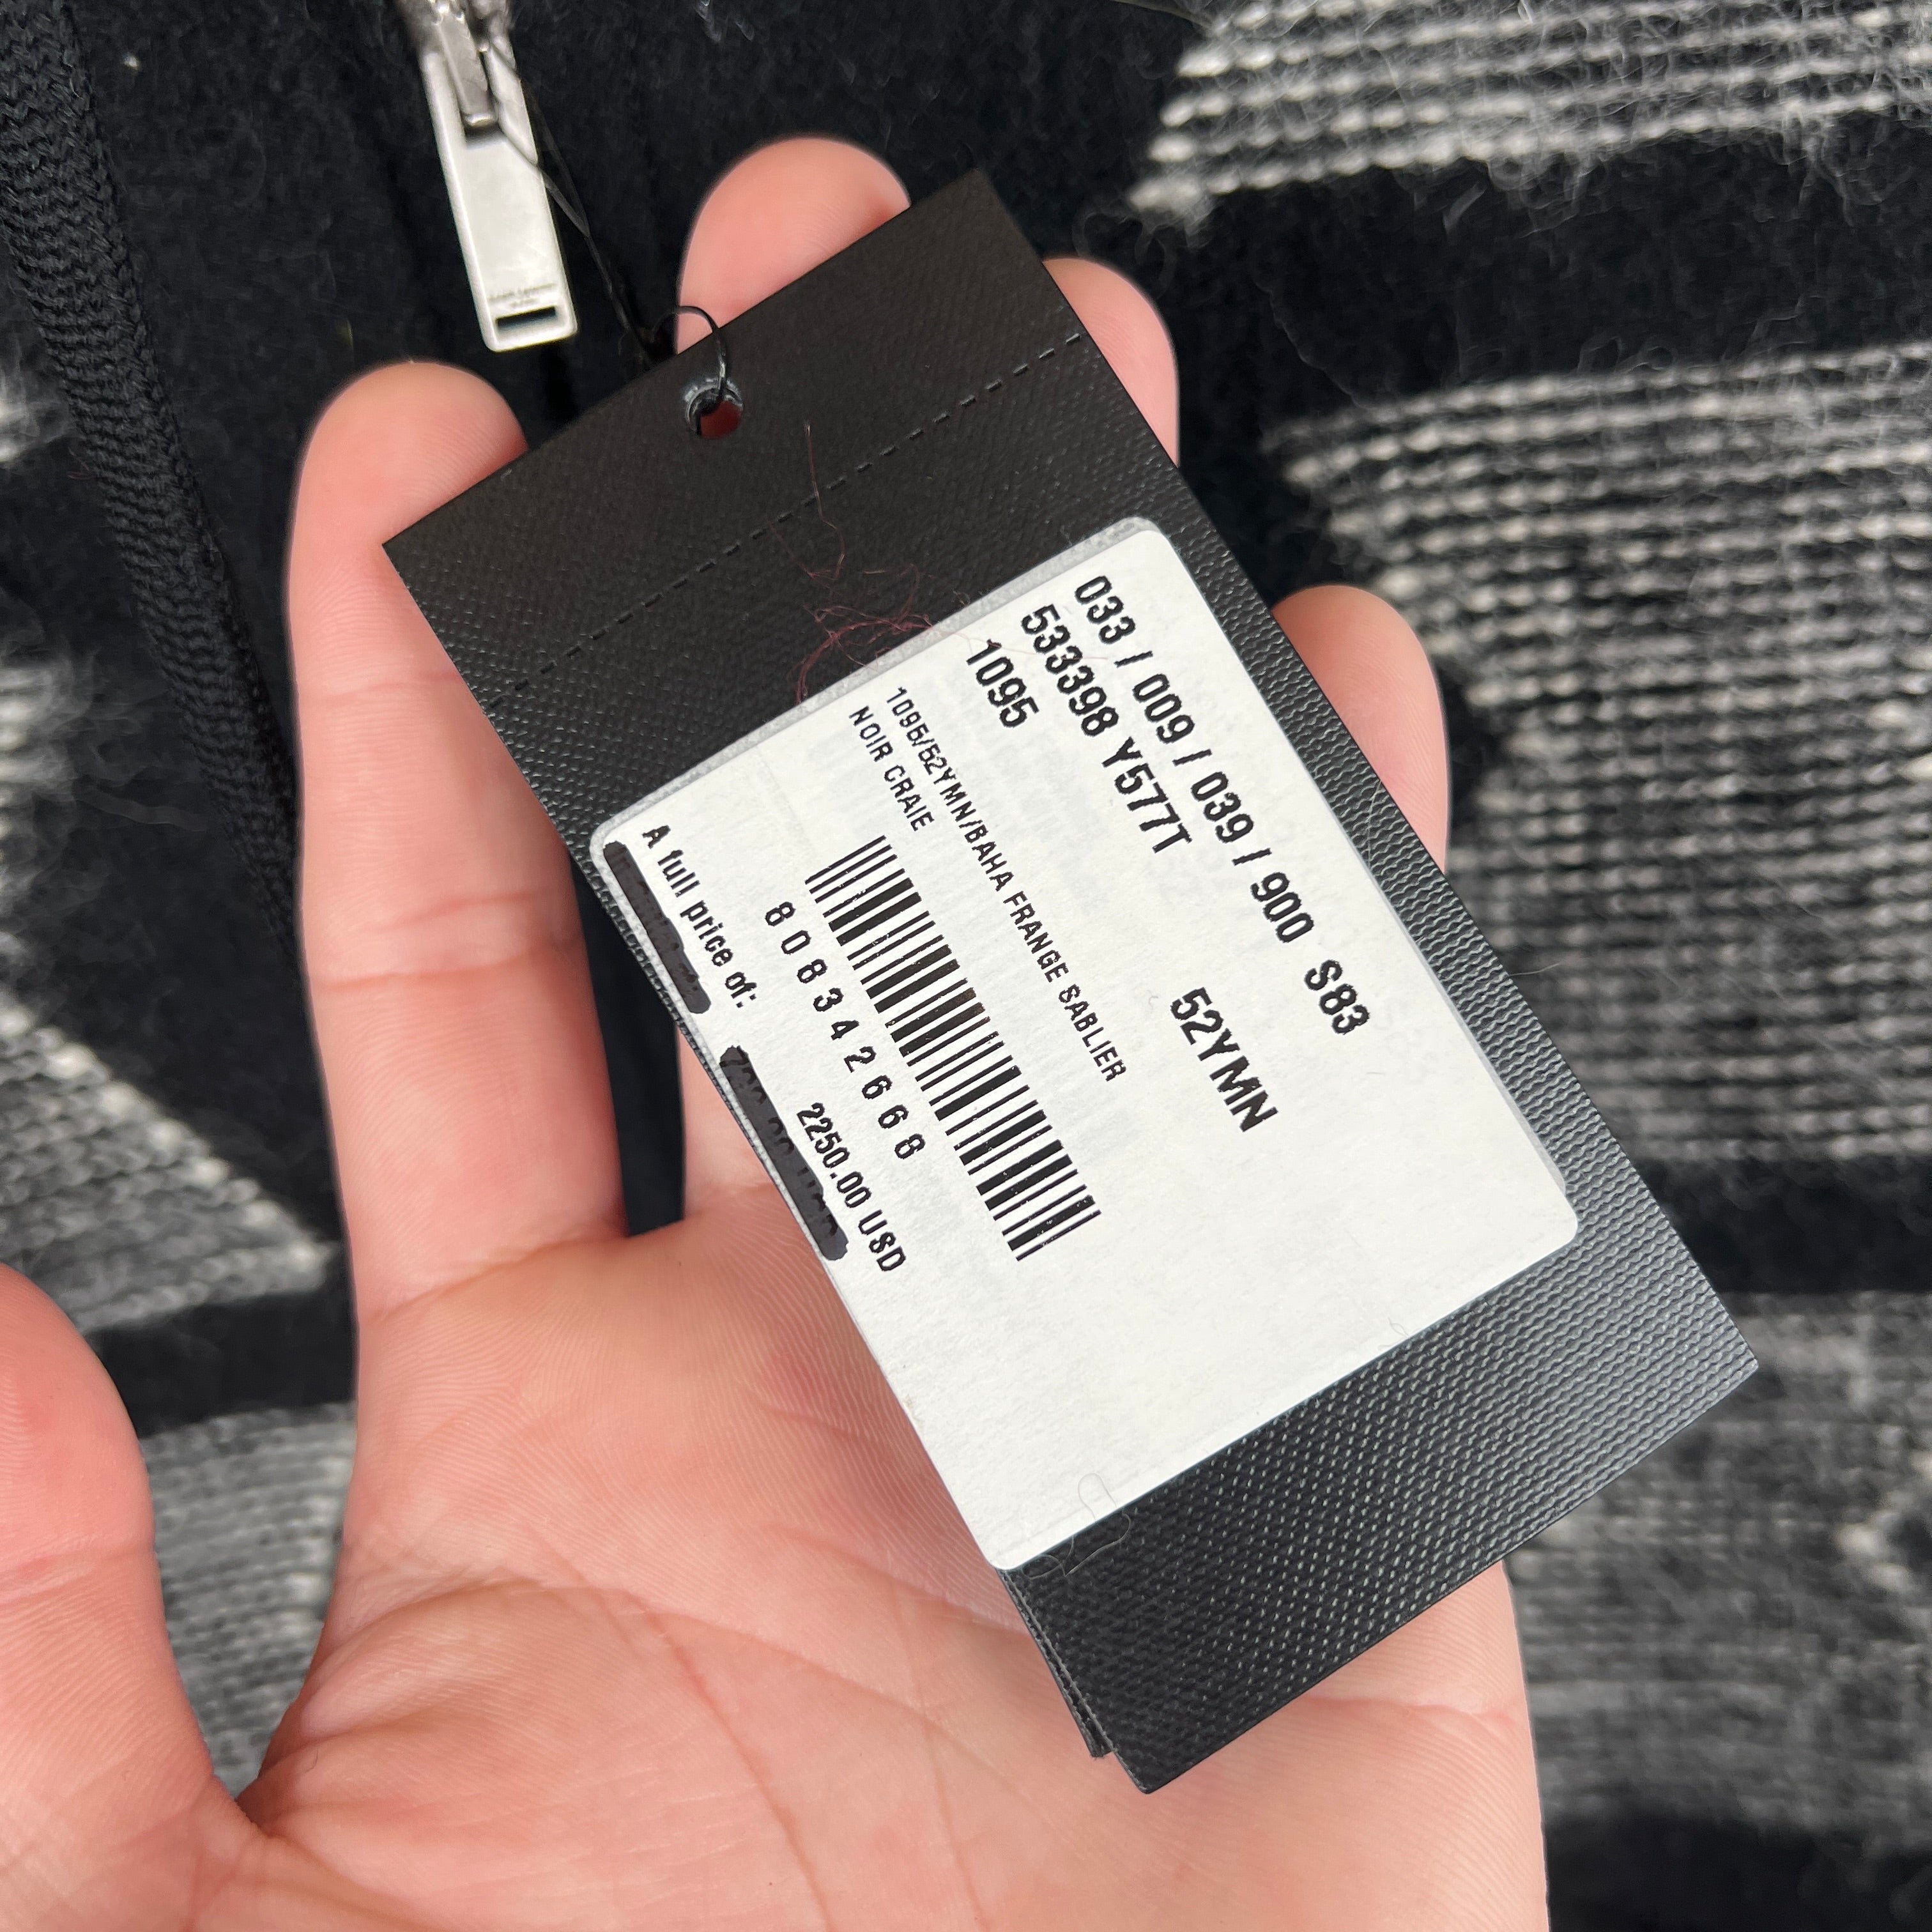 033 / 009 / 039 / 900 S83
533398 Y577T
1095 52YMN
1095/52YMN/BAHA FRANGE SABLIER
NOIR CRAIE
8 0 8 3 4 2 6 6 8
A full price of: 2250.00 USD